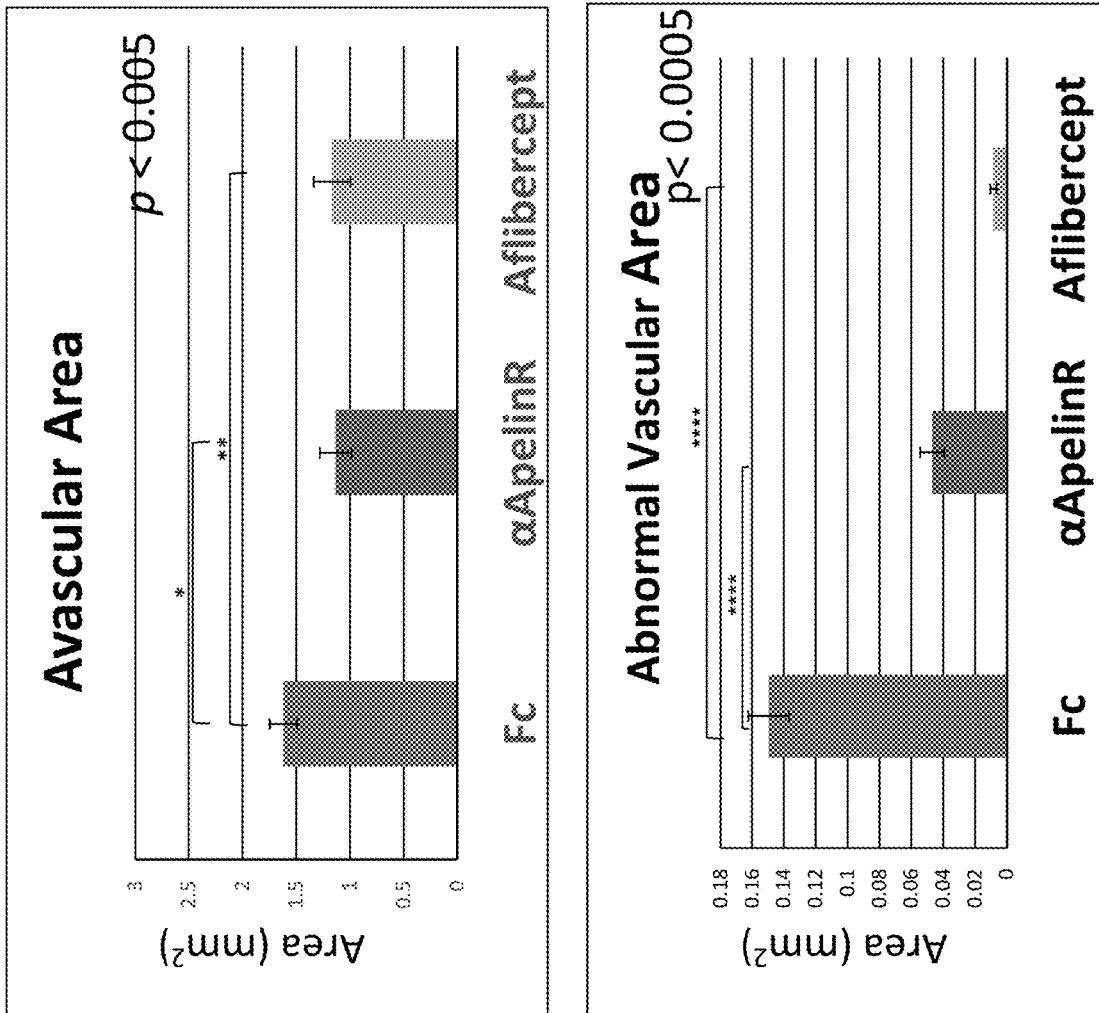 Avascular Area
p < 0.005
*
**
3
2.5
2
1.5
1
0.5
0
Area (mm²)
Fc
αApelinR
Aflibercept
Abnormal Vascular Area
p< 0.0005
****
****
0.18
0.16
0.14
0.12
0.1
0.08
0.06
0.04
0.02
0
Area (mm²)
Fc
αApelinR
Aflibercept